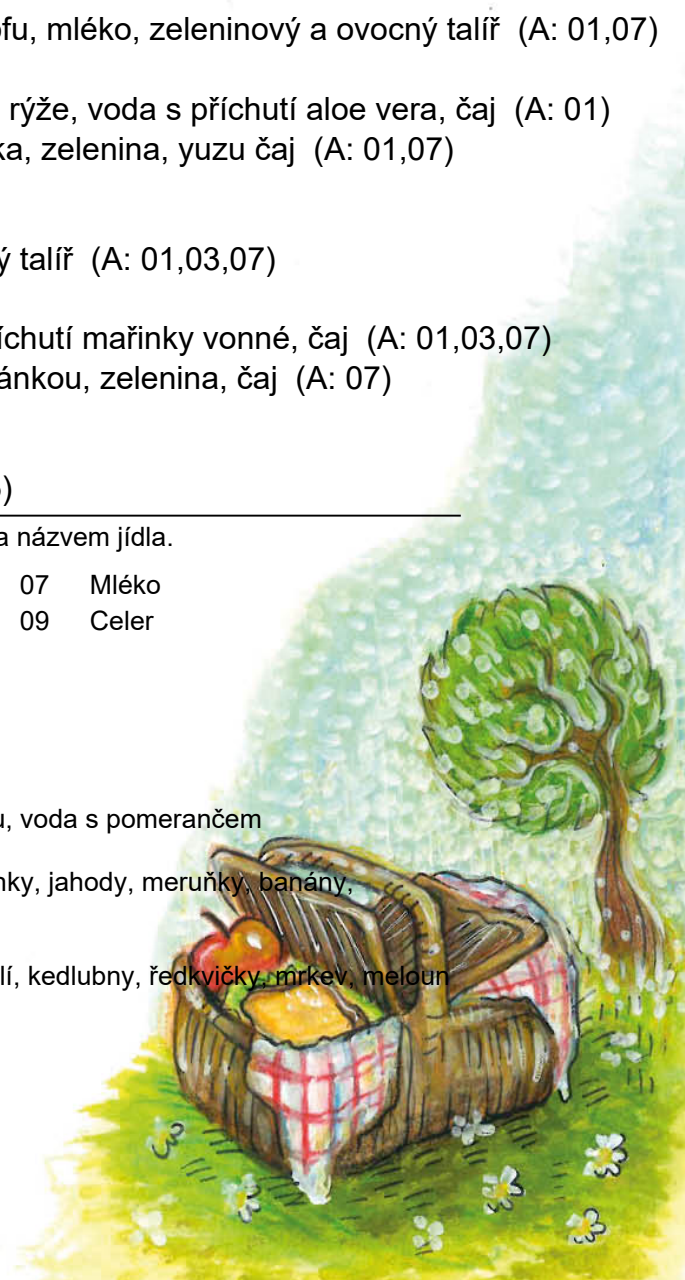 ofu, mléko, zeleninový a ovocný talíř (A: 01,07)
rýže, voda s příchutí aloe vera, čaj (A: 01)
ka, zelenina, yuzu čaj (A: 01,07)
ý talíř (A: 01,03,07)
íchutí mařinky vonné, čaj (A: 01,03,07)
ánkou, zelenina, čaj (A: 07)
)
a názvem jídla.
07 Mléko
09 Celer
u, voda s pomerančem
nky, jahody, meruňky, banány,
lí, kedlubny, ředkvičky, mrkev, meloun